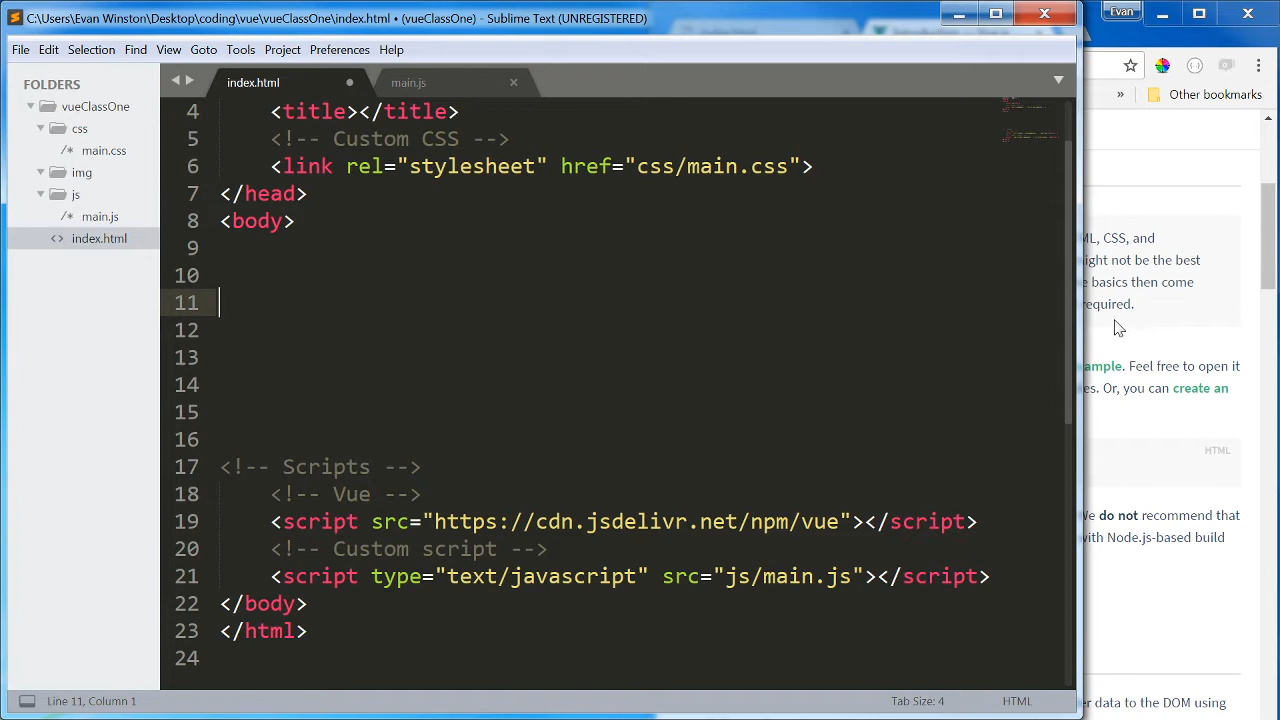 C:\Users\Evan Winston\Desktop\coding\vue\vueClassOne\index.html • (vueClassOne) - Sublime Text (UNREGISTERED)
Evan
File Edit Selection Find View Goto Tools Project Preferences Help
» Other bookmarks
FOLDERS
vueClassOne
css
main.css
img
js
main.js
index.html
index.html
main.js
4 <title></title>
5 <!-- Custom CSS -->
6 <link rel="stylesheet" href="css/main.css">
7 </head>
8 <body>
9
10
11
12
13
14
15
16
17 <!-- Scripts -->
18 <!-- Vue -->
19 <script src="https://cdn.jsdelivr.net/npm/vue"></script>
20 <!-- Custom script -->
21 <script type="text/javascript" src="js/main.js"></script>
22 </body>
23 </html>
24
ML, CSS, and
ight not be the best
e basics then come
required.
ample. Feel free to open it
es. Or, you can create an
HTML
We do not recommend that
with Node.js-based build
er data to the DOM using
Line 11, Column 1
Tab Size: 4
HTML